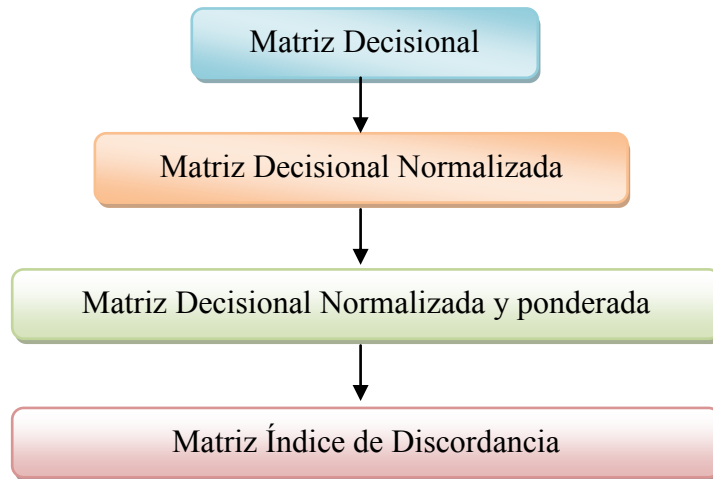 Matriz Decisional
Matriz Decisional Normalizada
Matriz Decisional Normalizada y ponderada
Matriz Índice de Discordancia